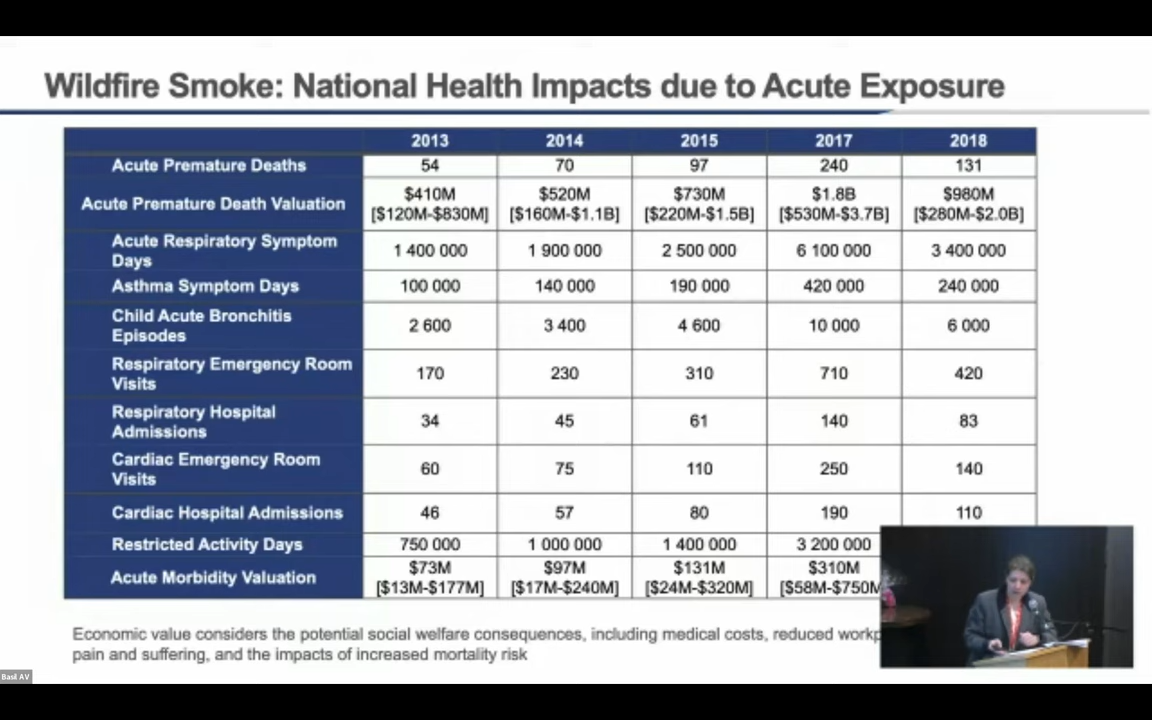 Wildfire Smoke: National Health Impacts due to Acute Exposure
2013 2014 2015 2017 2018
Acute Premature Deaths 54 70 97 240 131
Acute Premature Death Valuation $410M $520M $730M $1.8B $980M
[$120M-$830M] [$160M-$1.1B] [$220M-$1.5B] [$530M-$3.7B] [$280M-$2.0B]
Acute Respiratory Symptom
Days 1 400 000 1 900 000 2 500 000 6 100 000 3 400 000
Asthma Symptom Days 100 000 140 000 190 000 420 000 240 000
Child Acute Bronchitis
Episodes 2 600 3 400 4 600 10 000 6 000
Respiratory Emergency Room
Visits 170 230 310 710 420
Respiratory Hospital
Admissions 34 45 61 140 83
Cardiac Emergency Room
Visits 60 75 110 250 140
Cardiac Hospital Admissions 46 57 80 190 110
Restricted Activity Days 750 000 1 000 000 1 400 000 3 200 000
Acute Morbidity Valuation $73M $97M $131M $310M
[$13M-$177M] [$17M-$240M] [$24M-$320M] [$58M-$750M
Economic value considers the potential social welfare consequences, including medical costs, reduced
pain and suffering, and the impacts of increased mortality risk
Basil AV